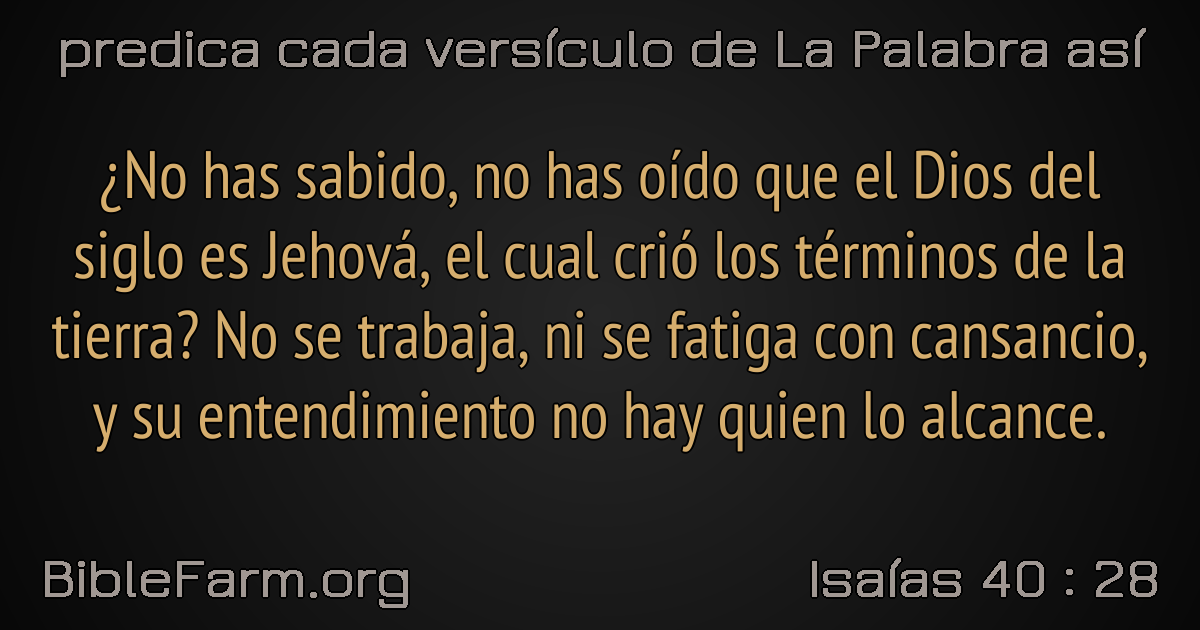 predica cada versículo de La Palabra así
¿No has sabido, no has oído que el Dios del
siglo es Jehová, el cual crió los términos de la
tierra? No se trabaja, ni se fatiga con cansancio,
y su entendimiento no hay quien lo alcance.
BibleFarm.org
Isaías 40 : 28